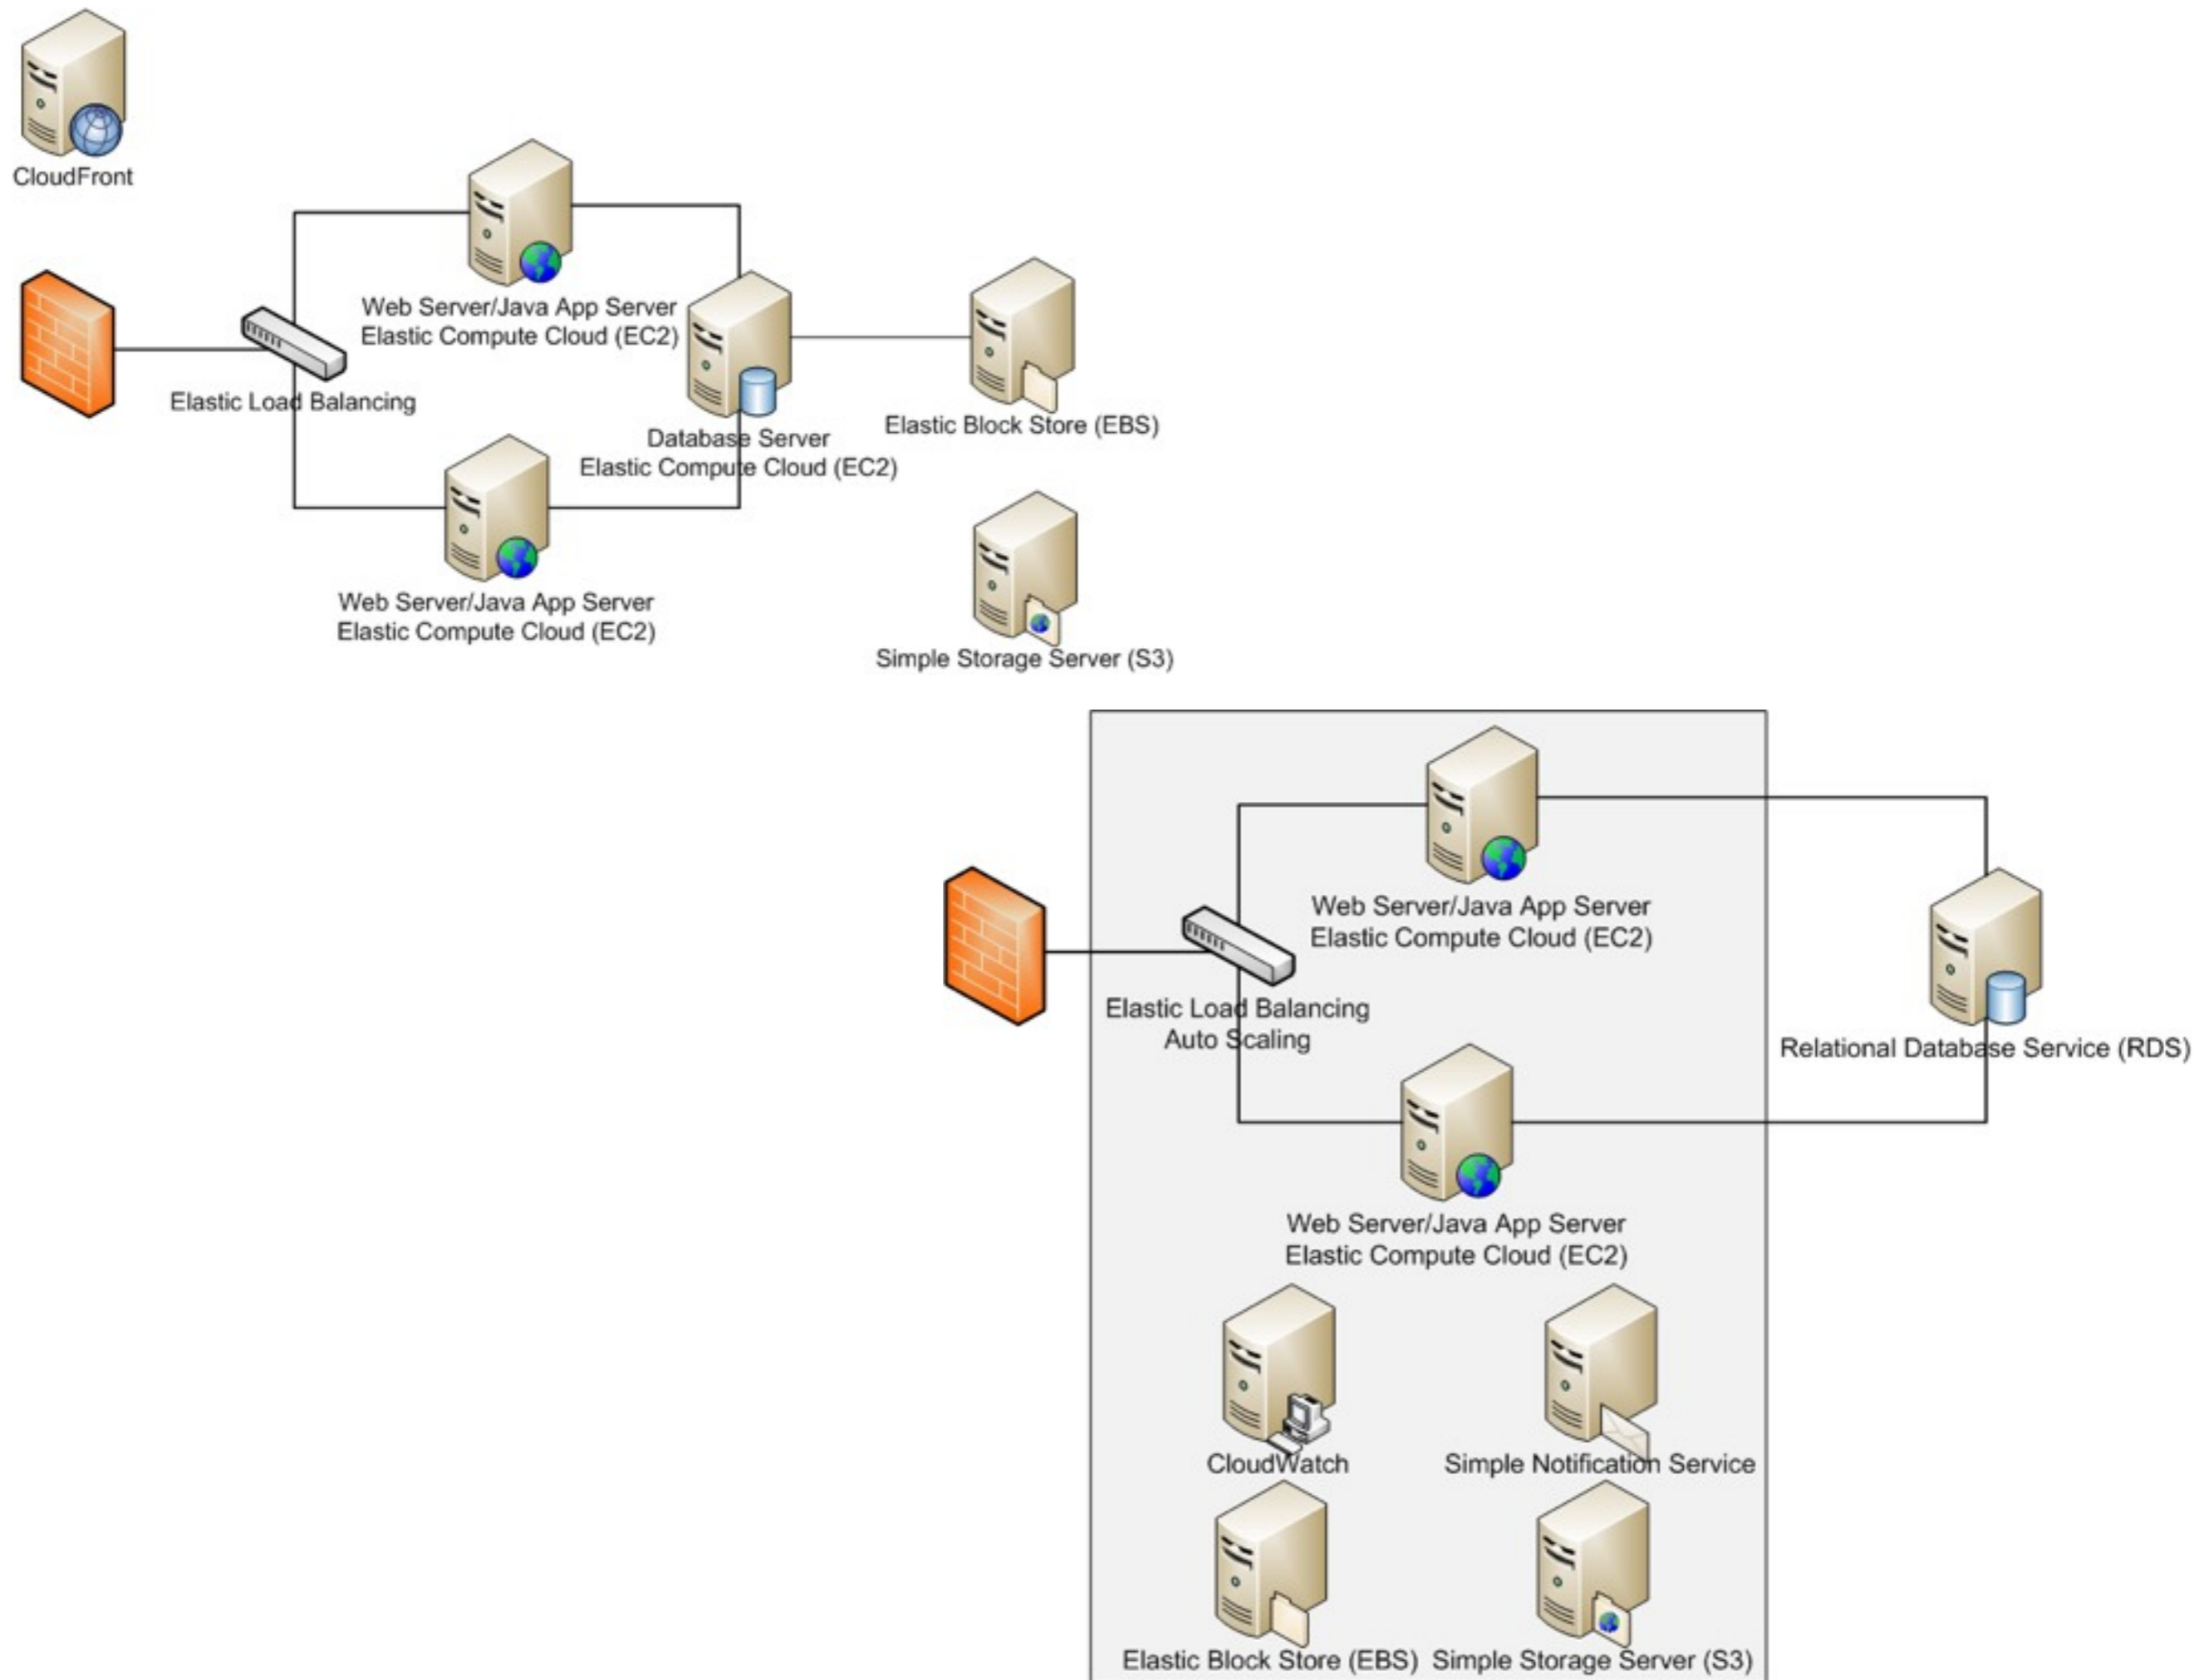 CloudFront
Web Server/Java App Server
Elastic Compute Cloud (EC2)
Elastic Load Balancing
Database Server
Elastic Compute Cloud (EC2)
Elastic Block Store (EBS)
Web Server/Java App Server
Elastic Compute Cloud (EC2)
Simple Storage Server (S3)
Web Server/Java App Server
Elastic Compute Cloud (EC2)
Elastic Load Balancing
Auto Scaling
Relational Database Service (RDS)
Web Server/Java App Server
Elastic Compute Cloud (EC2)
CloudWatch
Simple Notification Service
Elastic Block Store (EBS)
Simple Storage Server (S3)